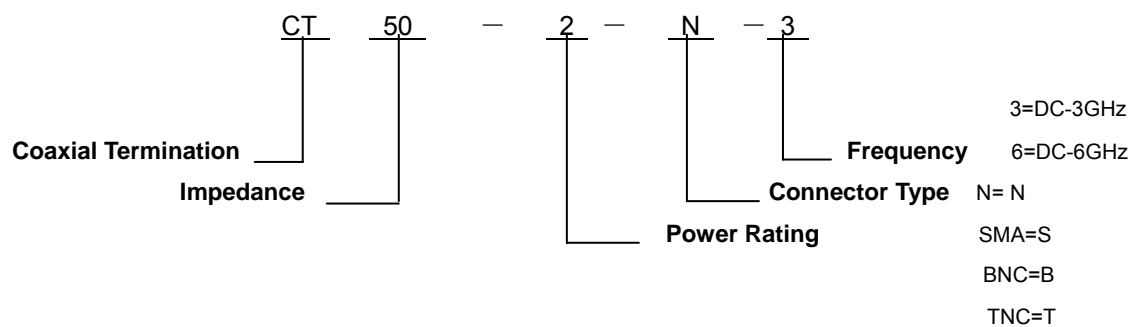 CT 50 － 2 － N － 3
3=DC-3GHz
Coaxial Termination Frequency 6=DC-6GHz
Impedance Connector Type N= N
Power Rating SMA=S
BNC=B
TNC=T